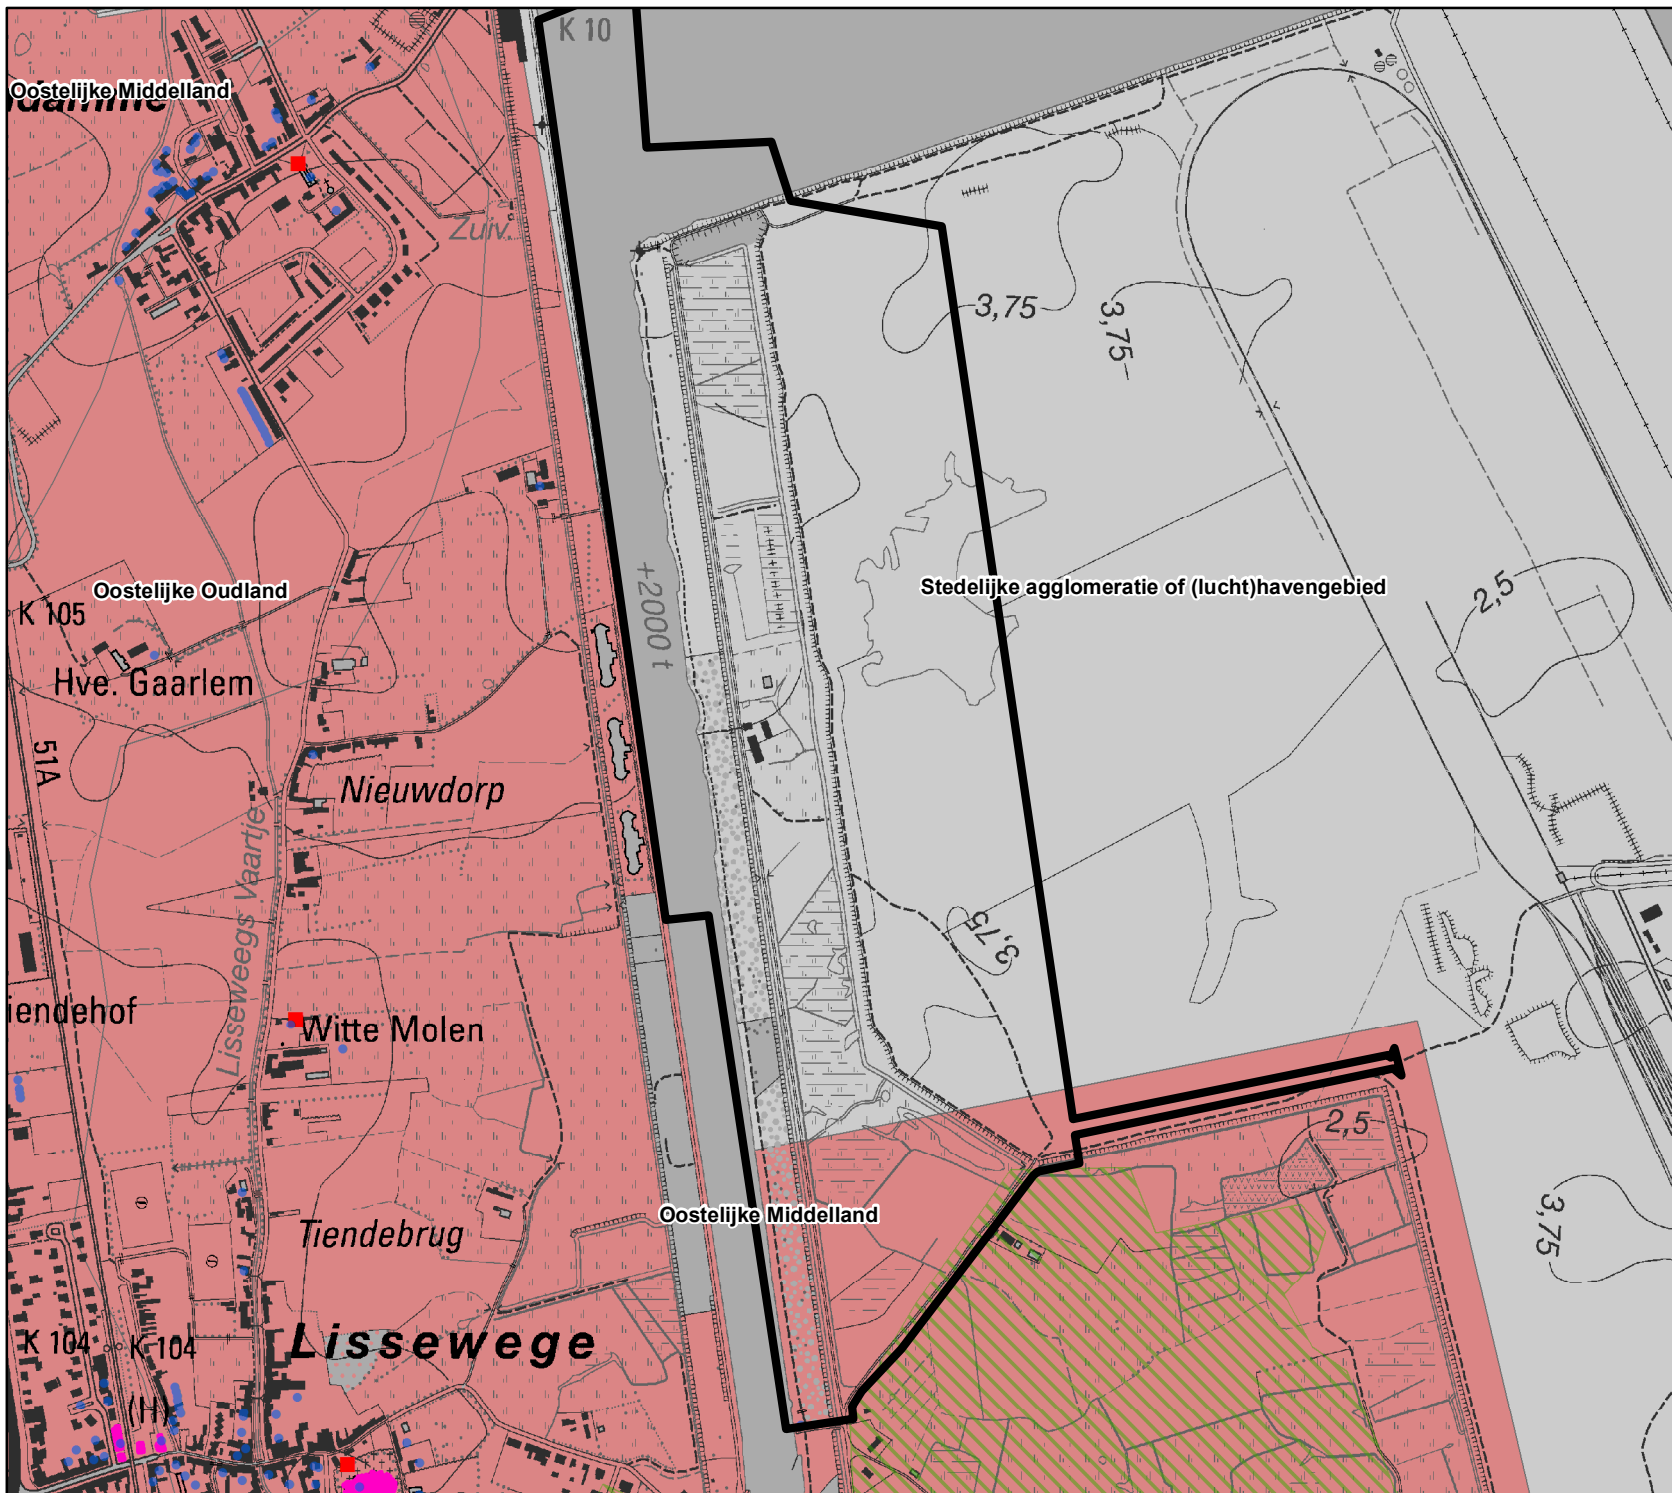 K 10
Oostelijke Middelland
Zuiv.
3,75
3,75
+2000 t
Oostelijke Oudland
Stedelijke agglomeratie of (lucht)havengebied
2,5
K 105
Hve. Gaarlem
51A
Nieuwdorp
Lisseweegs Vaartje
3,75
iendehof
Witte Molen
2,5
Oostelijke Middelland
Tiendebrug
3,75
K 104
K 104
Lissewege
(H)